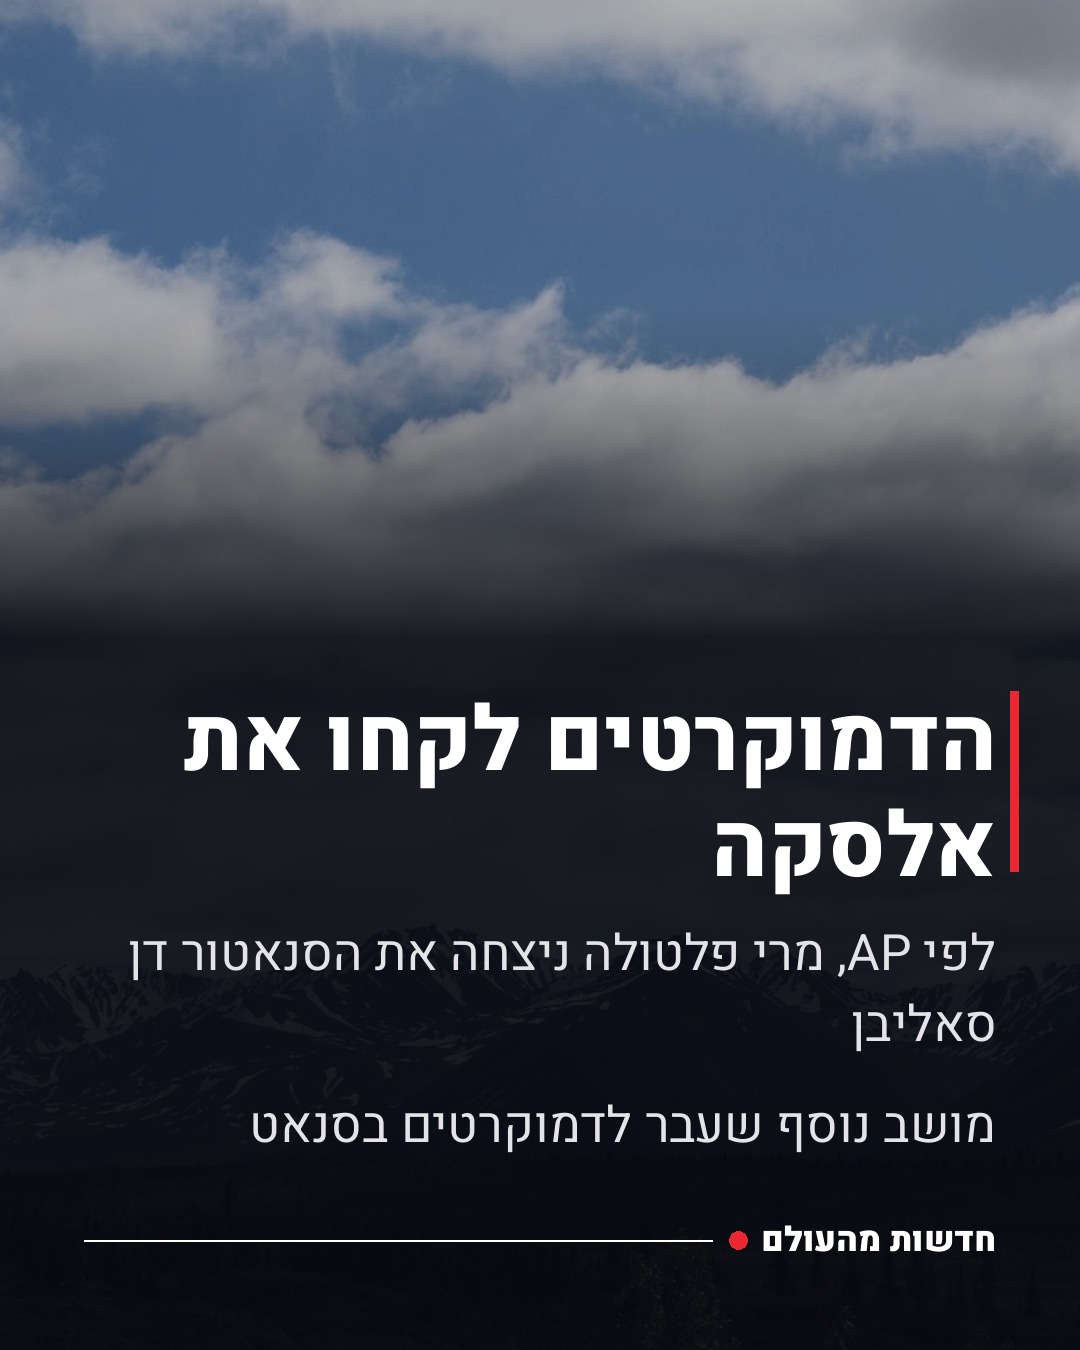 הדמוקרטים לקחו את
אלסקה
לפי AP, מרי פלטולה ניצחה את הסנאטור דן
סאליבן
מושב נוסף שעבר לדמוקרטים בסנאט
חדשות מהעולם